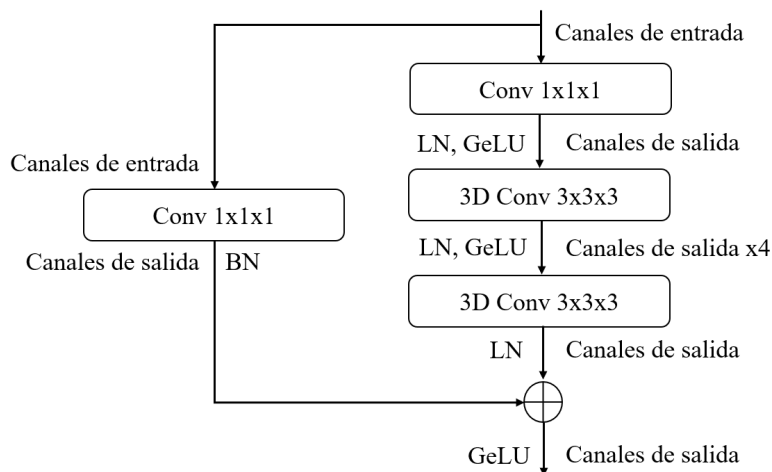 Canales de entrada
Conv 1x1x1
LN, GeLU Canales de salida
Canales de entrada
3D Conv 3x3x3
Conv 1x1x1
LN, GeLU Canales de salida x4
Canales de salida BN
3D Conv 3x3x3
LN Canales de salida
GeLU Canales de salida